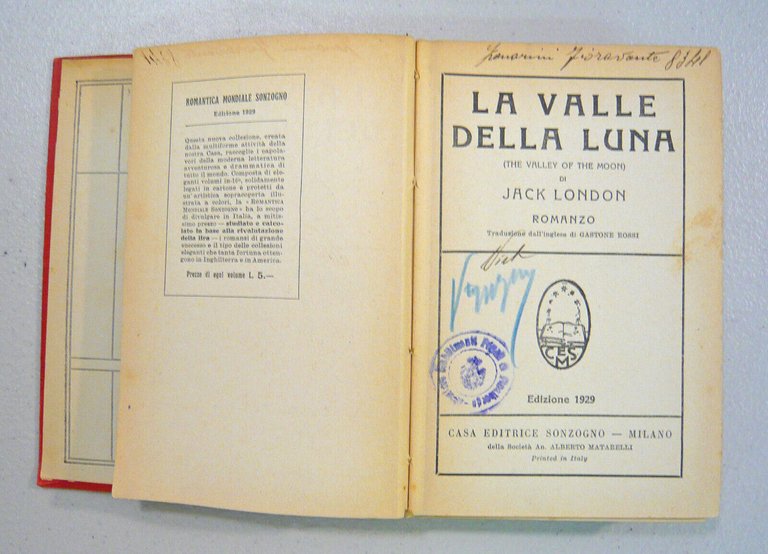 ROMANTICA MONDIALE SONZOGNO
Edizione 1929
Questa nuova collezione, creata
dalla multiforme attività della
nostra Casa, raccoglie i capola-
vori della moderna letteratura
avventurosa e drammatica di
tutto il mondo. Composta di ele-
ganti volumi in-16°, solidamente
legati in cartone e protetti da
un'artistica sopracoperta illu-
strata a colori, la « ROMANTICA
MONDIALE SONZOGNO » ha lo scopo
di divulgare in Italia, a mitis-
simo prezzo — studiato e calco-
lato in base alla rivalutazione
della lira — i romanzi di grande
successo e il tipo delle collezioni
eleganti che tanta fortuna otten-
gono in Inghilterra e in America.
Prezzo di ogni volume L. 5.—
Fioravante 8341
LA VALLE
DELLA LUNA
(THE VALLEY OF THE MOON)
DI
JACK LONDON
ROMANZO
Traduzione dall'inglese di GASTONE ROSSI
CESMS
Edizione 1929
CASA EDITRICE SONZOGNO — MILANO
della Società An. ALBERTO MATARELLI
Printed in Italy